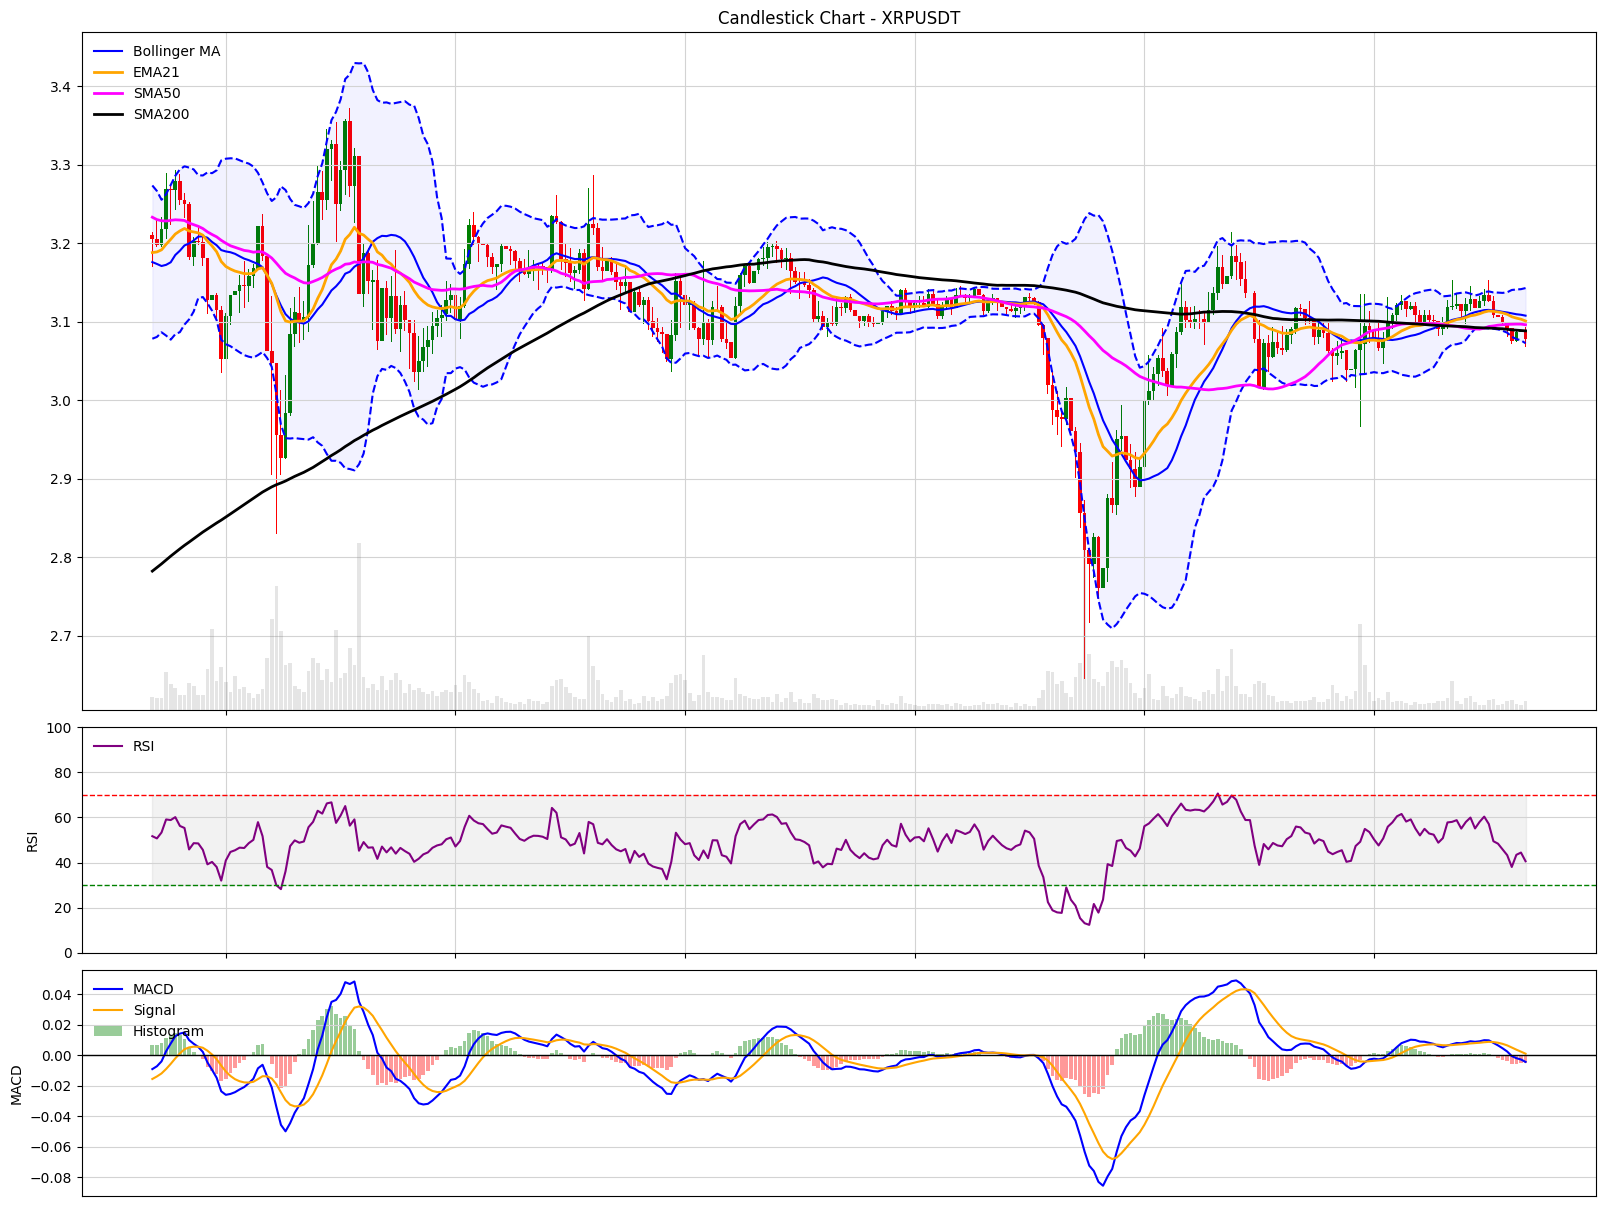 Candlestick Chart - XRPUSDT
Bollinger MA
EMA21
SMA50
SMA200
3.4
3.3
3.2
3.1
3.0
2.9
2.8
2.7
RSI
100
80
60
40
20
0
RSI
MACD
Signal
Histogram
0.04
0.02
0.00
−0.02
−0.04
−0.06
−0.08
MACD